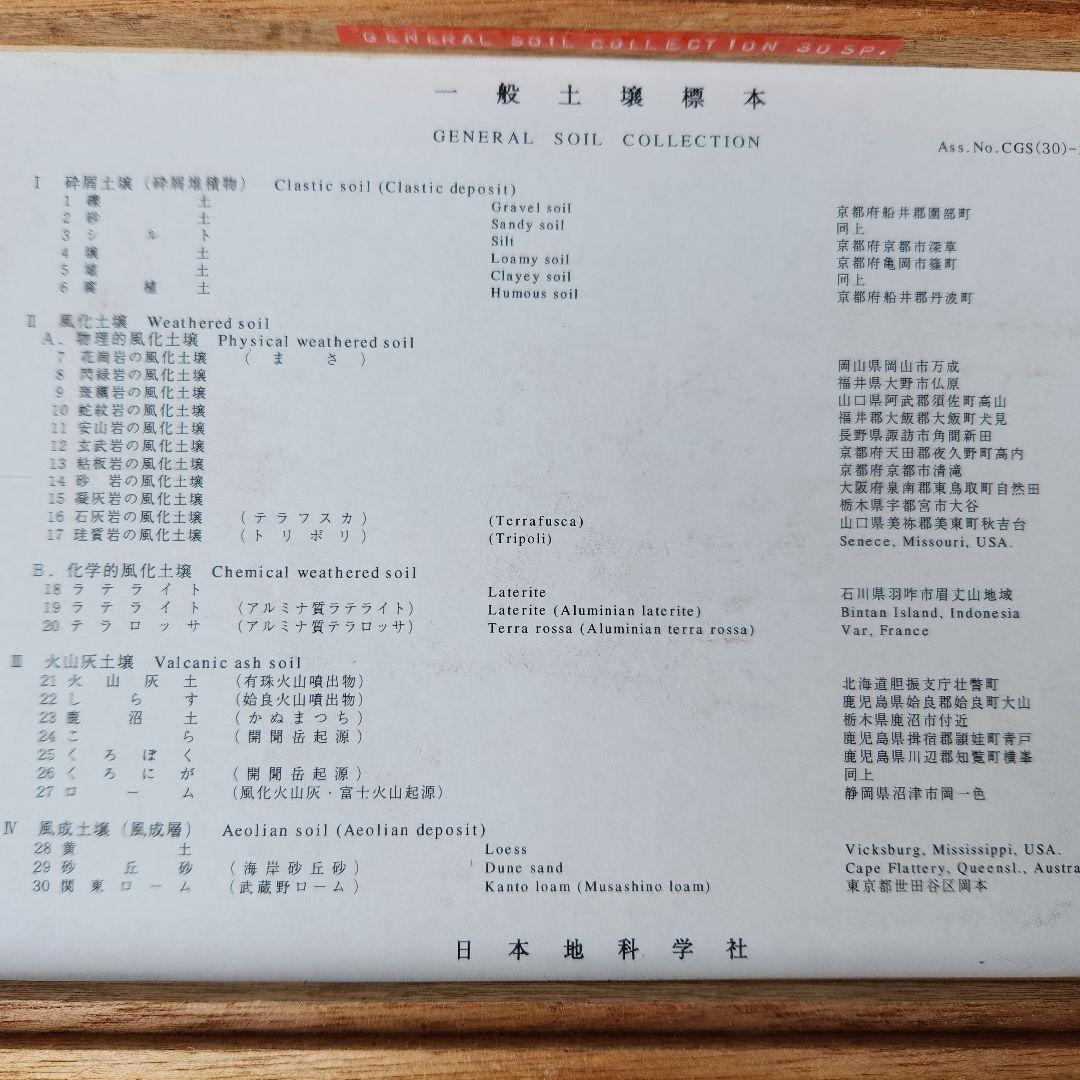 GENERAL SOIL COLLECTION 30 SP.
一般土壌標本
GENERAL SOIL COLLECTION
Ass.No.CGS(30)-
I 砕屑土壌（砕屑堆積物） Clastic soil (Clastic deposit)
1 礫土 Gravel soil 京都府船井郡園部町
2 砂土 Sandy soil 同上
3 シルト Silt 京都府京都市深草
4 壌土 Loamy soil 京都府亀岡市篠町
5 埴土 Clayey soil 同上
6 腐植土 Humous soil 京都府船井郡丹波町
II 風化土壌 Weathered soil
A. 物理的風化土壌 Physical weathered soil
7 花崗岩の風化土壌 （まさ） 岡山県岡山市万成
8 閃緑岩の風化土壌 福井県大野市仏原
9 斑糲岩の風化土壌 山口県阿武郡須佐町高山
10 蛇紋岩の風化土壌 福井郡大飯郡大飯町犬見
11 安山岩の風化土壌 長野県諏訪市角間新田
12 玄武岩の風化土壌 京都府天田郡夜久野町高内
13 粘板岩の風化土壌 京都府京都市清滝
14 砂岩の風化土壌 大阪府泉南郡東鳥取町自然田
15 凝灰岩の風化土壌 栃木県宇都宮市大谷
16 石灰岩の風化土壌 （テラフスカ） (Terrafusca) 山口県美祢郡美東町秋吉台
17 珪質岩の風化土壌 （トリポリ） (Tripoli) Senece, Missouri, USA.
B. 化学的風化土壌 Chemical weathered soil
18 ラテライト Laterite 石川県羽咋市眉丈山地域
19 ラテライト （アルミナ質ラテライト） Laterite (Aluminian laterite) Bintan Island, Indonesia
20 テラロッサ （アルミナ質テラロッサ） Terra rossa (Aluminian terra rossa) Var, France
III 火山灰土壌 Valcanic ash soil
21 火山灰土 （有珠火山噴出物） 北海道胆振支庁壮瞥町
22 しらす （姶良火山噴出物） 鹿児島県姶良郡姶良町大山
23 鹿沼土 （かぬまつち） 栃木県鹿沼市付近
24 こら （開聞岳起源） 鹿児島県揖宿郡頴娃町青戸
25 くろぼく 鹿児島県川辺郡知覧町横峯
26 くろにが （開聞岳起源） 同上
27 ローム （風化火山灰・富士火山起源） 静岡県沼津市岡一色
IV 風成土壌（風成層） Aeolian soil (Aeolian deposit)
28 黄土 Loess Vicksburg, Mississippi, USA.
29 砂丘砂 （海岸砂丘砂） Dune sand Cape Flattery, Queensl., Austra
30 関東ローム （武蔵野ローム） Kanto loam (Musashino loam) 東京都世田谷区岡本
日本地科学社